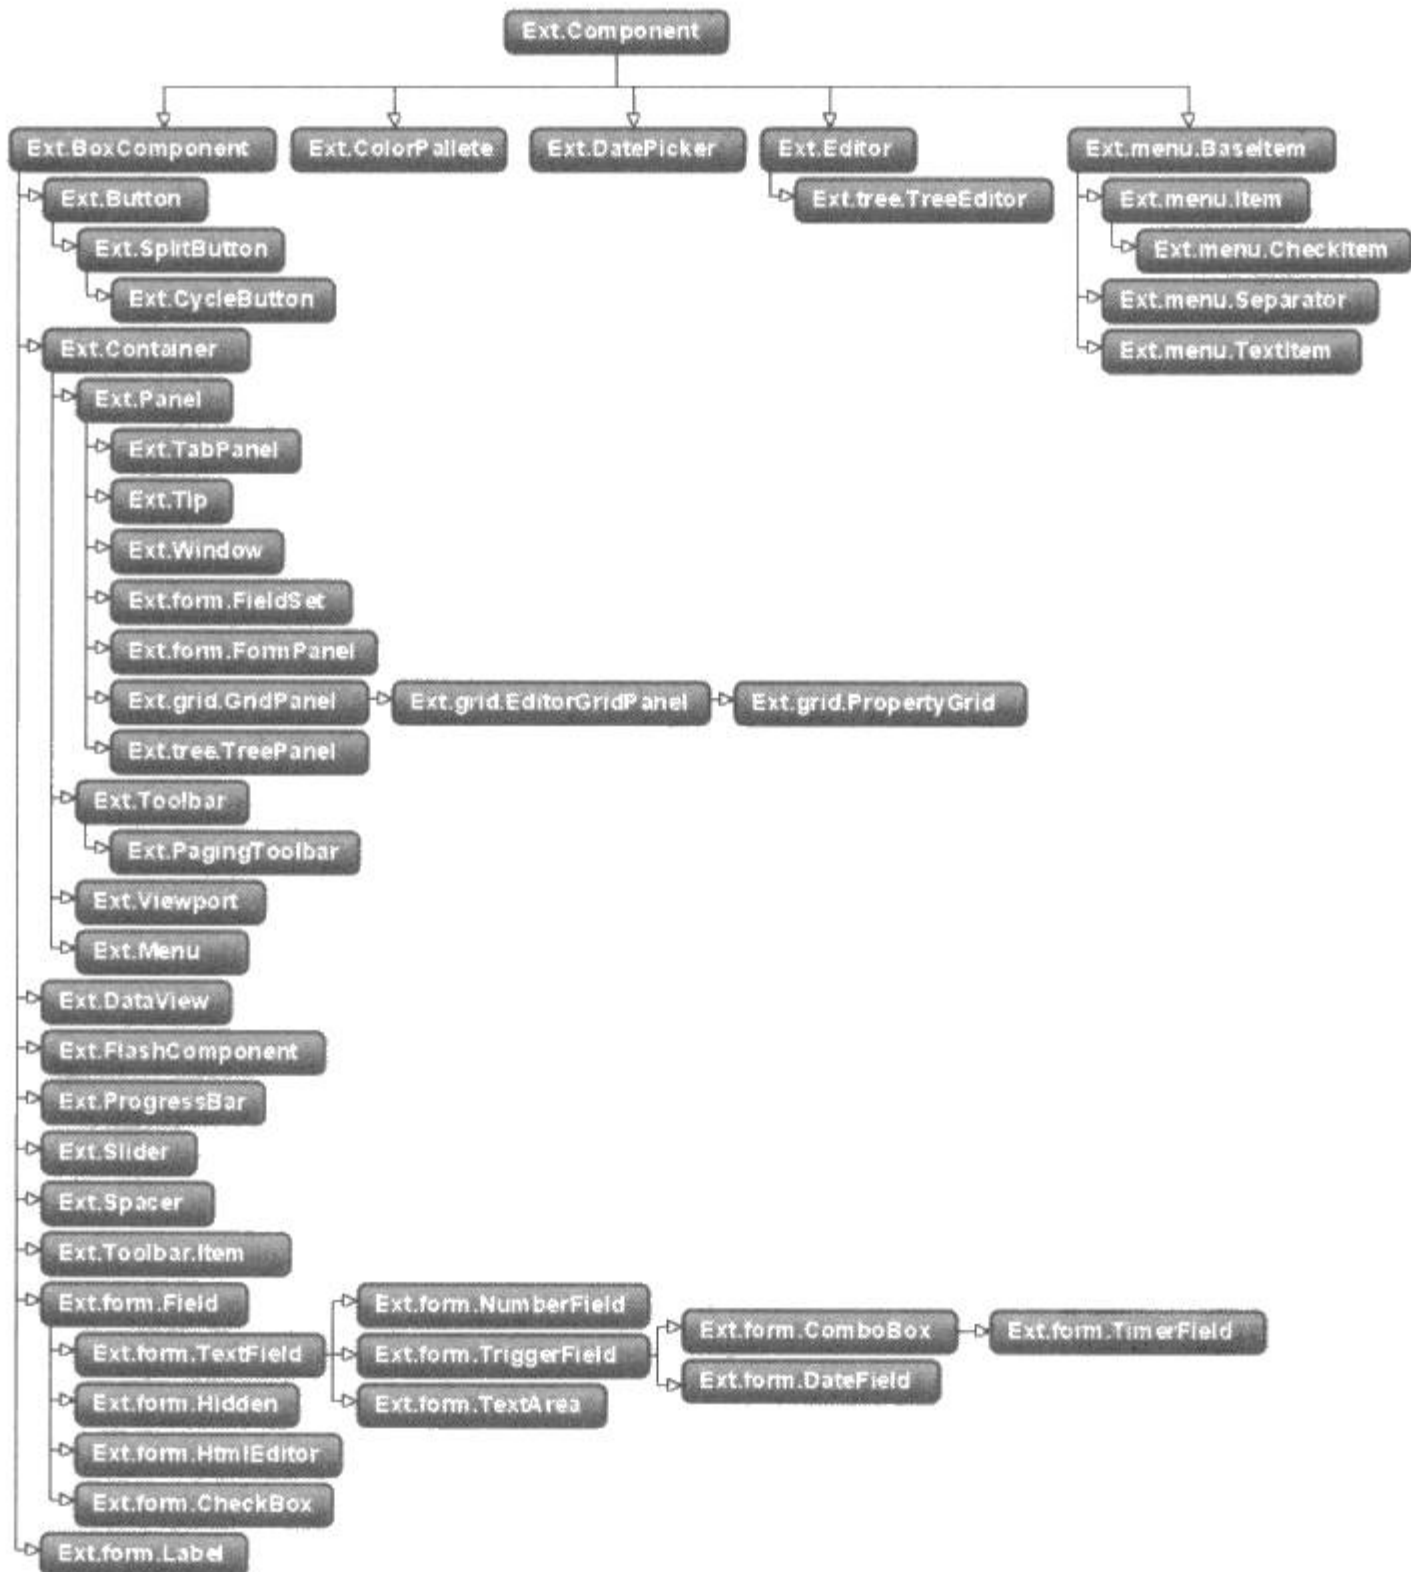 Ext.Component
Ext.BoxComponent
Ext.ColorPallete
Ext.DatePicker
Ext.Editor
Ext.menu.BaseItem
Ext.Button
Ext.tree.TreeEditor
Ext.menu.Item
Ext.SplitButton
Ext.menu.CheckItem
Ext.CycleButton
Ext.menu.Separator
Ext.Container
Ext.menu.TextItem
Ext.Panel
Ext.TabPanel
Ext.Tip
Ext.Window
Ext.form.FieldSet
Ext.form.FormPanel
Ext.grid.GridPanel
Ext.grid.EditorGridPanel
Ext.grid.PropertyGrid
Ext.tree.TreePanel
Ext.Toolbar
Ext.PagingToolbar
Ext.Viewport
Ext.Menu
Ext.DataView
Ext.FlashComponent
Ext.ProgressBar
Ext.Slider
Ext.Spacer
Ext.Toolbar.Item
Ext.form.Field
Ext.form.NumberField
Ext.form.ComboBox
Ext.form.TimerField
Ext.form.TextField
Ext.form.TriggerField
Ext.form.DateField
Ext.form.Hidden
Ext.form.TextArea
Ext.form.HtmlEditor
Ext.form.CheckBox
Ext.form.Label